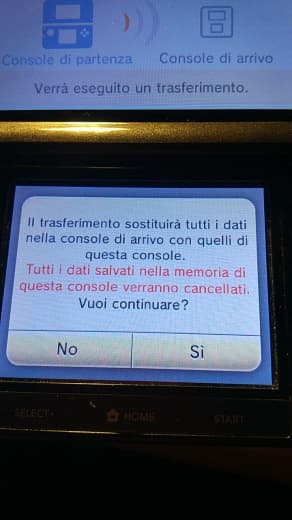 Console di partenza Console di arrivo
Verrà eseguito un trasferimento.
Il trasferimento sostituirà tutti i dati
nella console di arrivo con quelli di
questa console.
Tutti i dati salvati nella memoria di
questa console verranno cancellati.
Vuoi continuare?
No Sì
SELECT HOME START